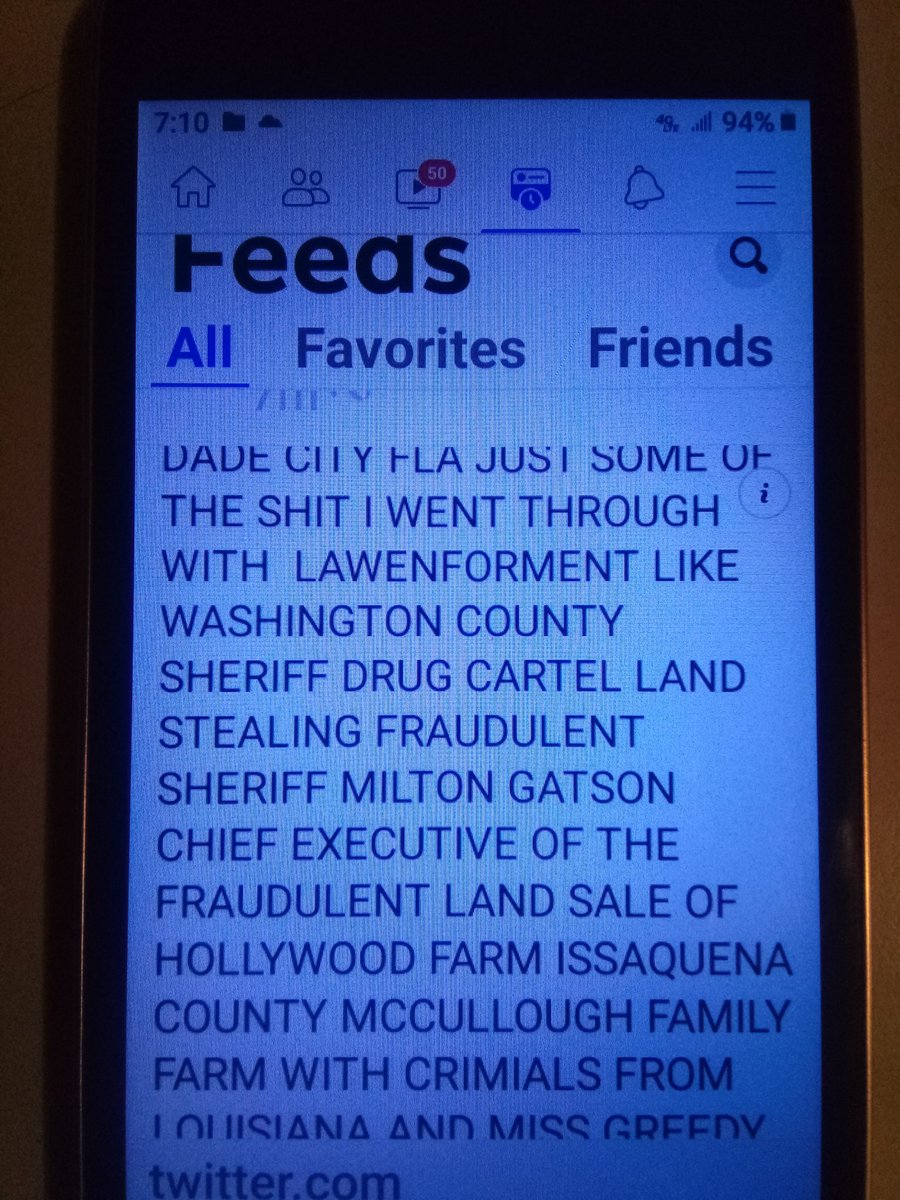 7:10 4G LTE 94%
50
Feeds
All Favorites Friends
DADE CITY FLA JUST SOME OF
THE SHIT I WENT THROUGH
WITH LAWENFORMENT LIKE
WASHINGTON COUNTY
SHERIFF DRUG CARTEL LAND
STEALING FRAUDULENT
SHERIFF MILTON GATSON
CHIEF EXECUTIVE OF THE
FRAUDULENT LAND SALE OF
HOLLYWOOD FARM ISSAQUENA
COUNTY MCCULLOUGH FAMILY
FARM WITH CRIMIALS FROM
LOUISIANA AND MISS GREEDY
twitter.com